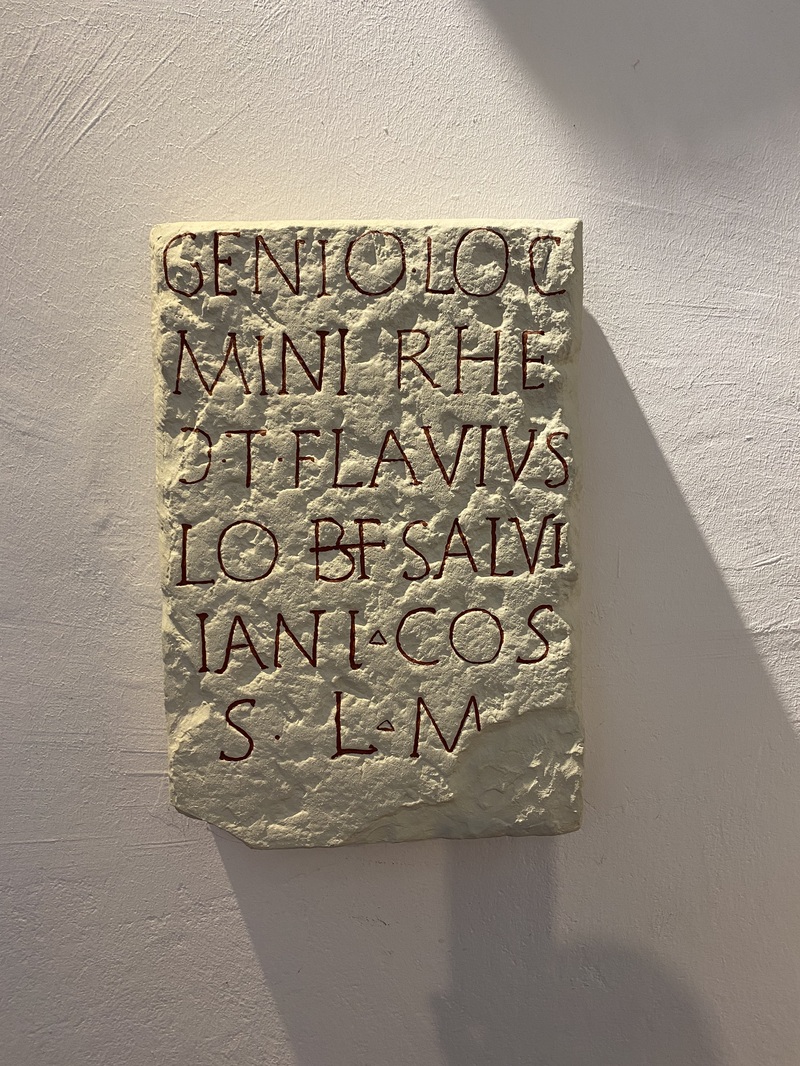 GENIO·LOC
MINI RHE
Ɔ·T·FLAVIVS
LO BF SALVI
IANI▵COS
S· L▵M